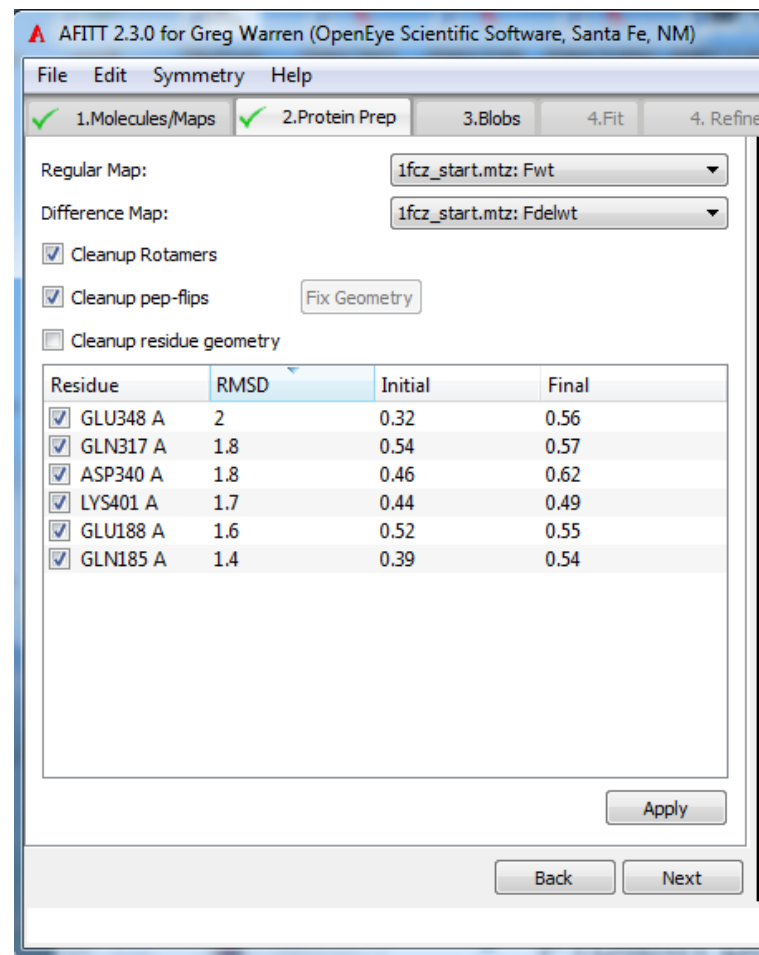 AFITT 2.3.0 for Greg Warren (OpenEye Scientific Software, Santa Fe, NM)
File Edit Symmetry Help
1.Molecules/Maps 2.Protein Prep 3.Blobs 4.Fit 4. Refine
Regular Map: 1fcz_start.mtz: Fwt
Difference Map: 1fcz_start.mtz: Fdelwt
Cleanup Rotamers
Cleanup pep-flips Fix Geometry
Cleanup residue geometry
Residue RMSD Initial Final
GLU348 A 2 0.32 0.56
GLN317 A 1.8 0.54 0.57
ASP340 A 1.8 0.46 0.62
LYS401 A 1.7 0.44 0.49
GLU188 A 1.6 0.52 0.55
GLN185 A 1.4 0.39 0.54
Apply
Back Next